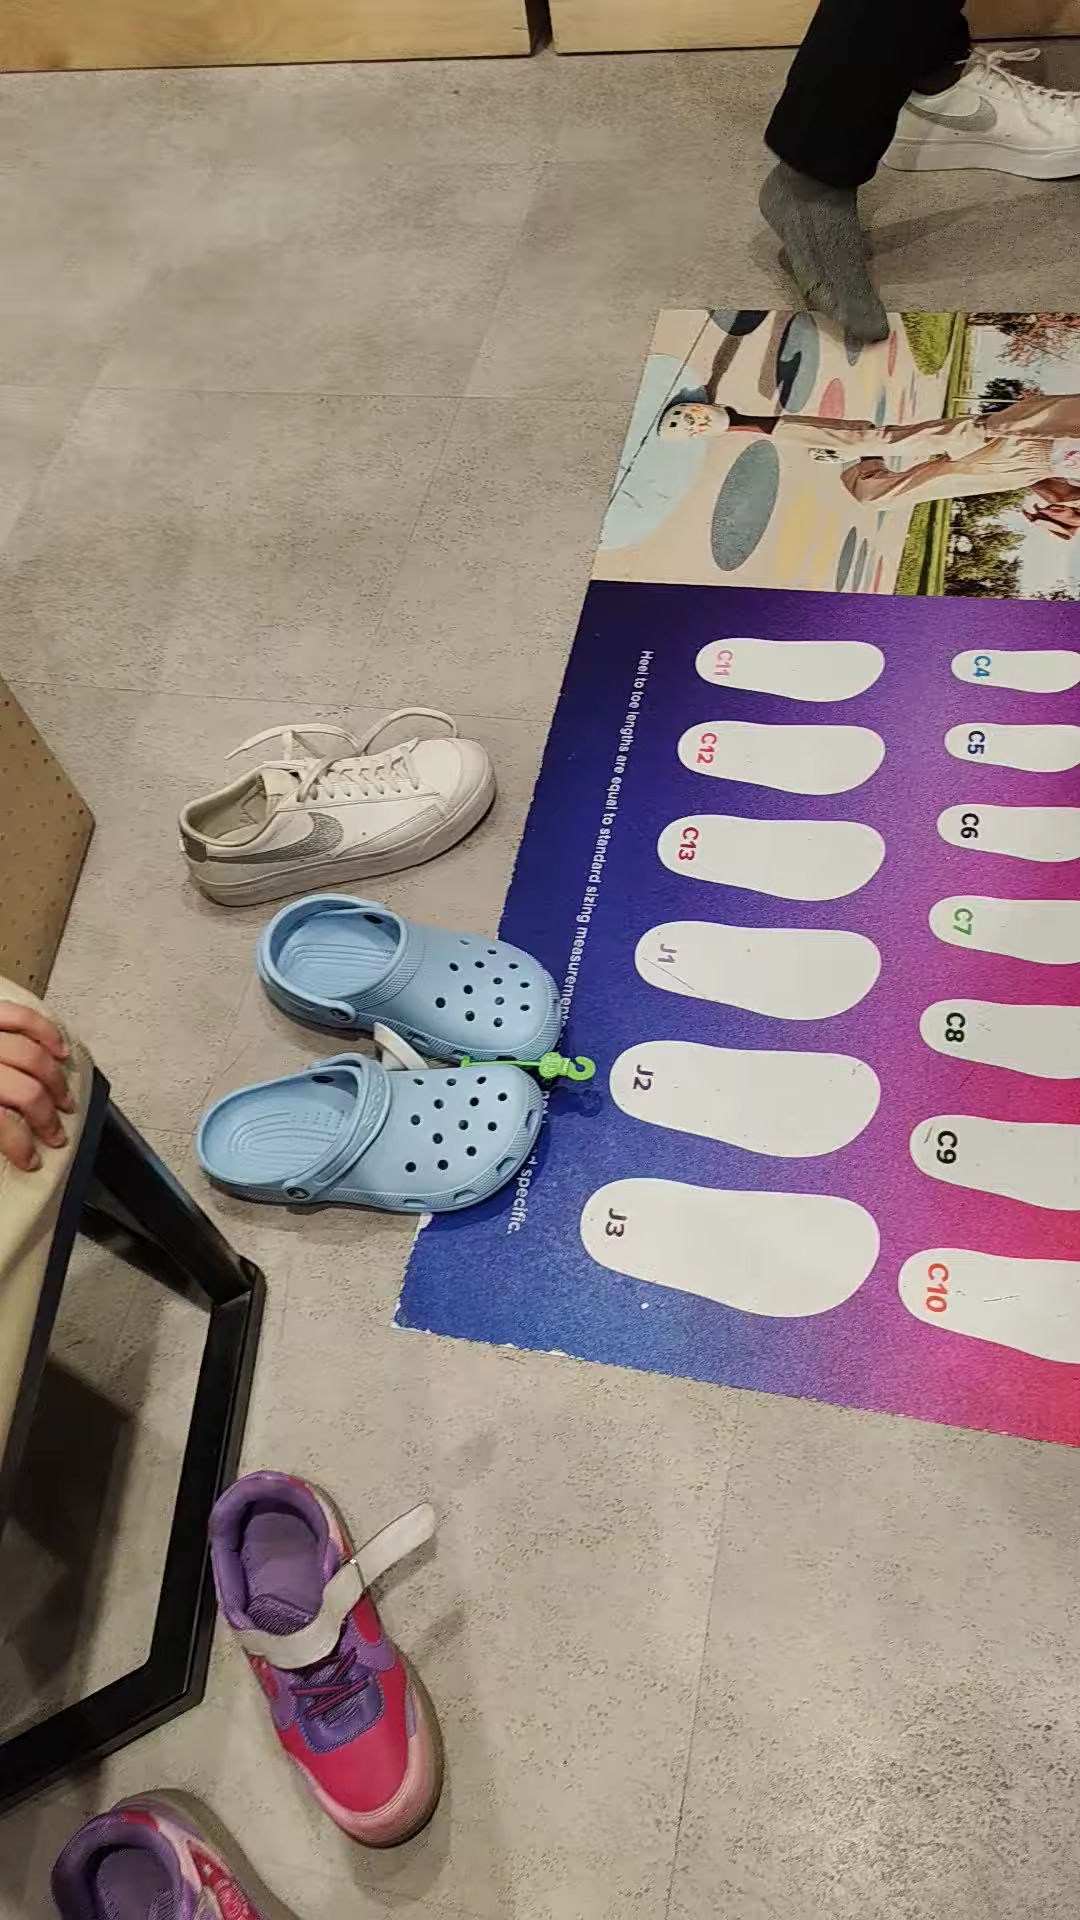 Heel to toe lengths are equal to standard sizing measurements
specific.
C11
C12
C13
J1
J2
J3
C4
C5
C6
C7
C8
C9
C10